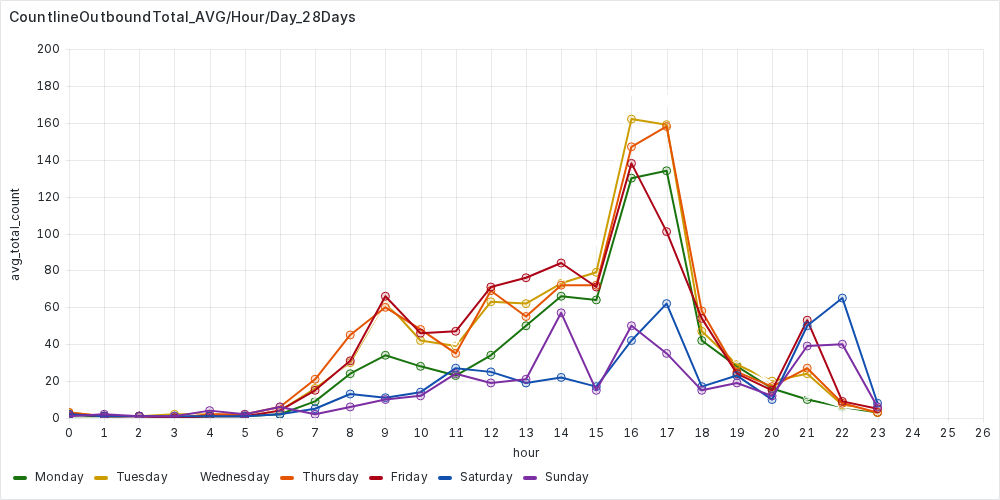 CountlineOutboundTotal_AVG/Hour/Day_28Days
200
180
160
140
120
100
80
60
40
20
0
avg_total_count
0 1 2 3 4 5 6 7 8 9 10 11 12 13 14 15 16 17 18 19 20 21 22 23 24 25 26
hour
Monday Tuesday Wednesday Thursday Friday Saturday Sunday